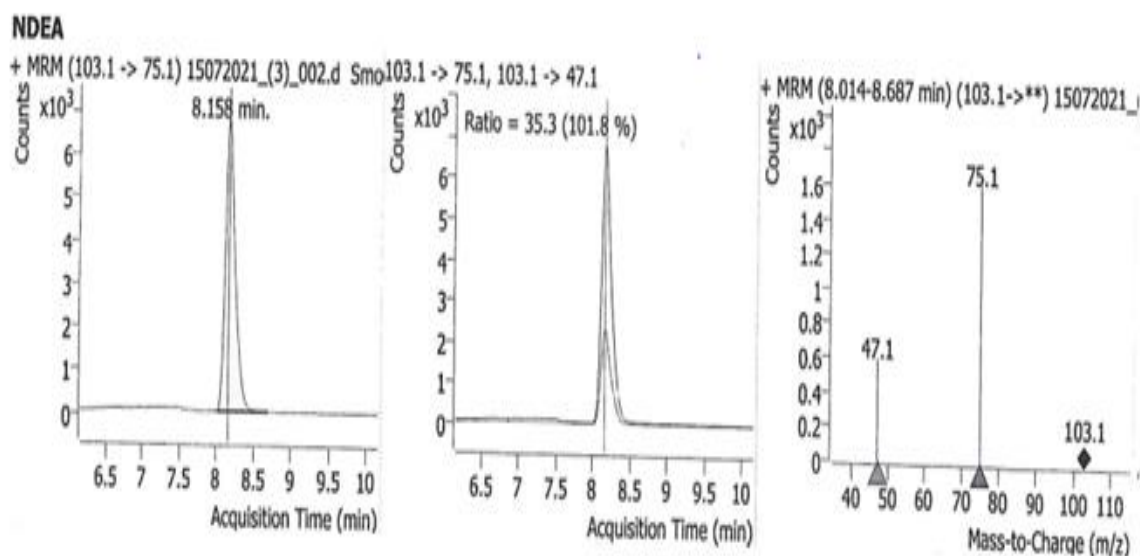 NDEA
+ MRM (103.1 -> 75.1) 15072021_(3)_002.d Smo
Counts
x10³
8.158 min.
6
5
4
3
2
1
0
6.5 7 7.5 8 8.5 9 9.5 10
Acquisition Time (min)
103.1 -> 75.1, 103.1 -> 47.1
Counts
x10³
Ratio = 35.3 (101.8 %)
6
5
4
3
2
1
0
6.5 7 7.5 8 8.5 9 9.5 10
Acquisition Time (min)
+ MRM (8.014-8.687 min) (103.1->**) 15072021_
Counts
x10³
75.1
1.6
1.4
1.2
1
0.8
0.6
0.4
0.2
0
47.1
103.1
40 50 60 70 80 90 100 110
Mass-to-Charge (m/z)